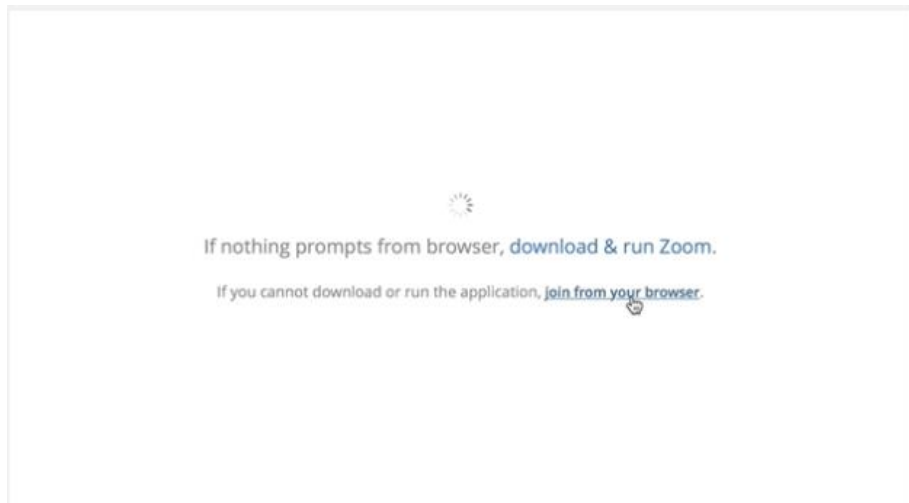 If nothing prompts from browser, download & run Zoom.
If you cannot download or run the application, join from your browser.